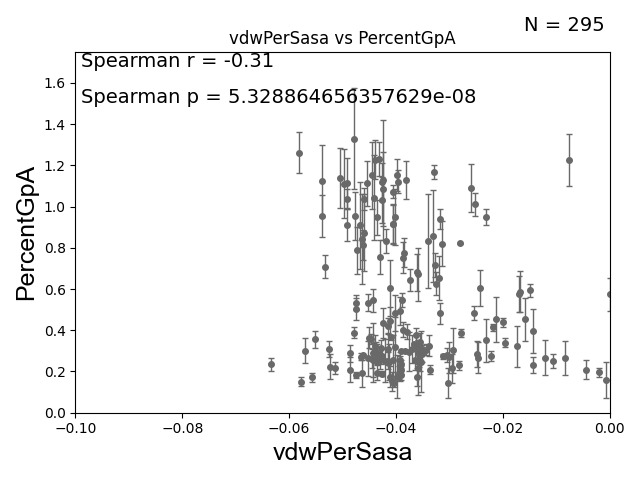 N = 295
vdwPerSasa vs PercentGpA
Spearman r = -0.31
Spearman p = 5.328864656357629e-08
1.6
1.4
1.2
1.0
0.8
0.6
0.4
0.2
0.0
PercentGpA
−0.10 −0.08 −0.06 −0.04 −0.02 0.00
vdwPerSasa